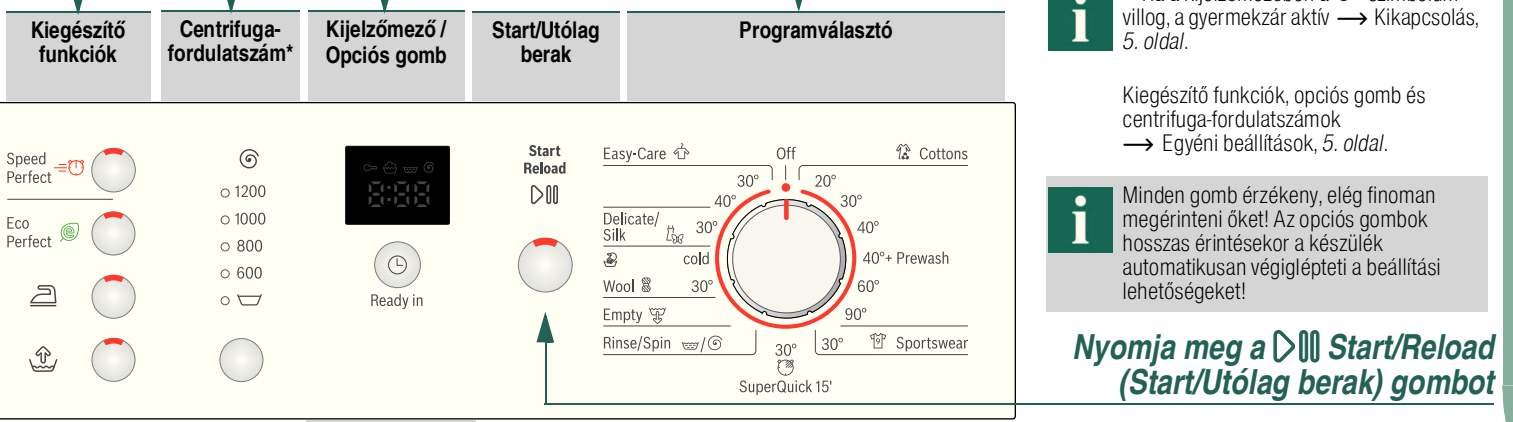 Kiegészítő
funkciók
Centrifuga-
fordulatszám*
Kijelzőmező /
Opciós gomb
Start/Utólag
berak
Programválasztó
Speed
Perfect
Eco
Perfect
1200
1000
800
600
8:88
Ready in
Start
Reload
Easy-Care
Off
Cottons
30°
20°
40°
30°
Delicate/
Silk
30°
40°
cold
40°+ Prewash
Wool
30°
60°
Empty
90°
Rinse/Spin
/
30°
30°
Sportswear
SuperQuick 15'
villog, a gyermekzár aktív → Kikapcsolás,
5. oldal.
Kiegészítő funkciók, opciós gomb és
centrifuga-fordulatszámok
→ Egyéni beállítások, 5. oldal.
i
Minden gomb érzékeny, elég finoman
megérinteni őket! Az opciós gombok
hosszas érintésekor a készülék
automatikusan végiglépteti a beállítási
lehetőségeket!
Nyomja meg a Start/Reload
(Start/Utólag berak) gombot